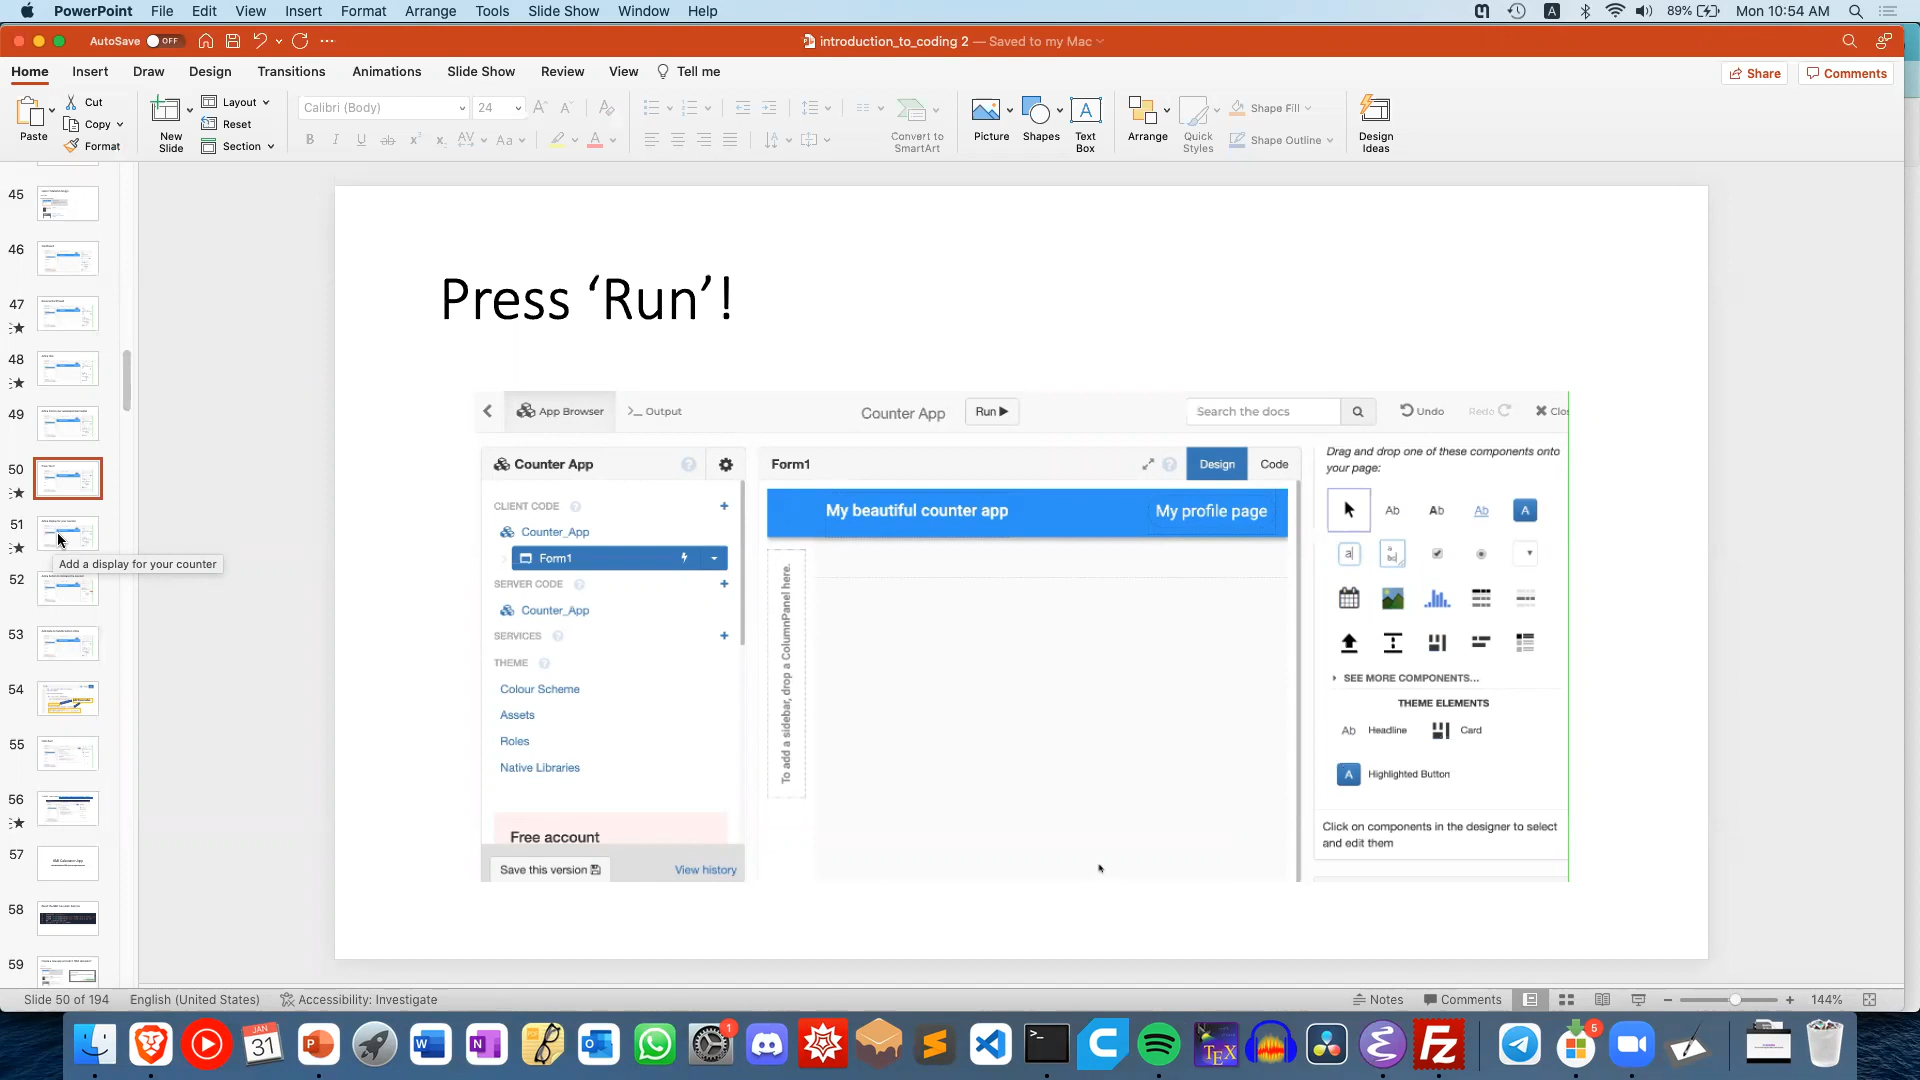 PowerPoint File Edit View Insert Format Arrange Tools Slide Show Window Help
89% Mon 10:54 AM
AutoSave OFF
introduction_to_coding 2 — Saved to my Mac
Home Insert Draw Design Transitions Animations Slide Show Review View Tell me
Share Comments
Paste
Cut
Copy
Format
New Slide
Layout
Reset
Section
Calibri (Body) 24
Convert to SmartArt
Picture
Shapes
Text Box
Arrange
Quick Styles
Shape Fill
Shape Outline
Design Ideas
45
46
47
48
49
50
51
Add a display for your counter
52
53
54
55
56
57
58
59
Press ‘Run’!
App Browser
>_ Output
Counter App
Run
Search the docs
Undo
Redo
Counter App
CLIENT CODE
Counter_App
Form1
SERVER CODE
Counter_App
SERVICES
THEME
Colour Scheme
Assets
Roles
Native Libraries
Free account
Save this version
View history
Form1
Design
Code
My beautiful counter app
My profile page
To add a sidebar, drop a ColumnPanel here.
Drag and drop one of these components onto
your page:
SEE MORE COMPONENTS...
THEME ELEMENTS
Ab Headline
Card
A Highlighted Button
Click on components in the designer to select
and edit them
Slide 50 of 194 English (United States) Accessibility: Investigate
Notes Comments 144%
JAN
31
1
5